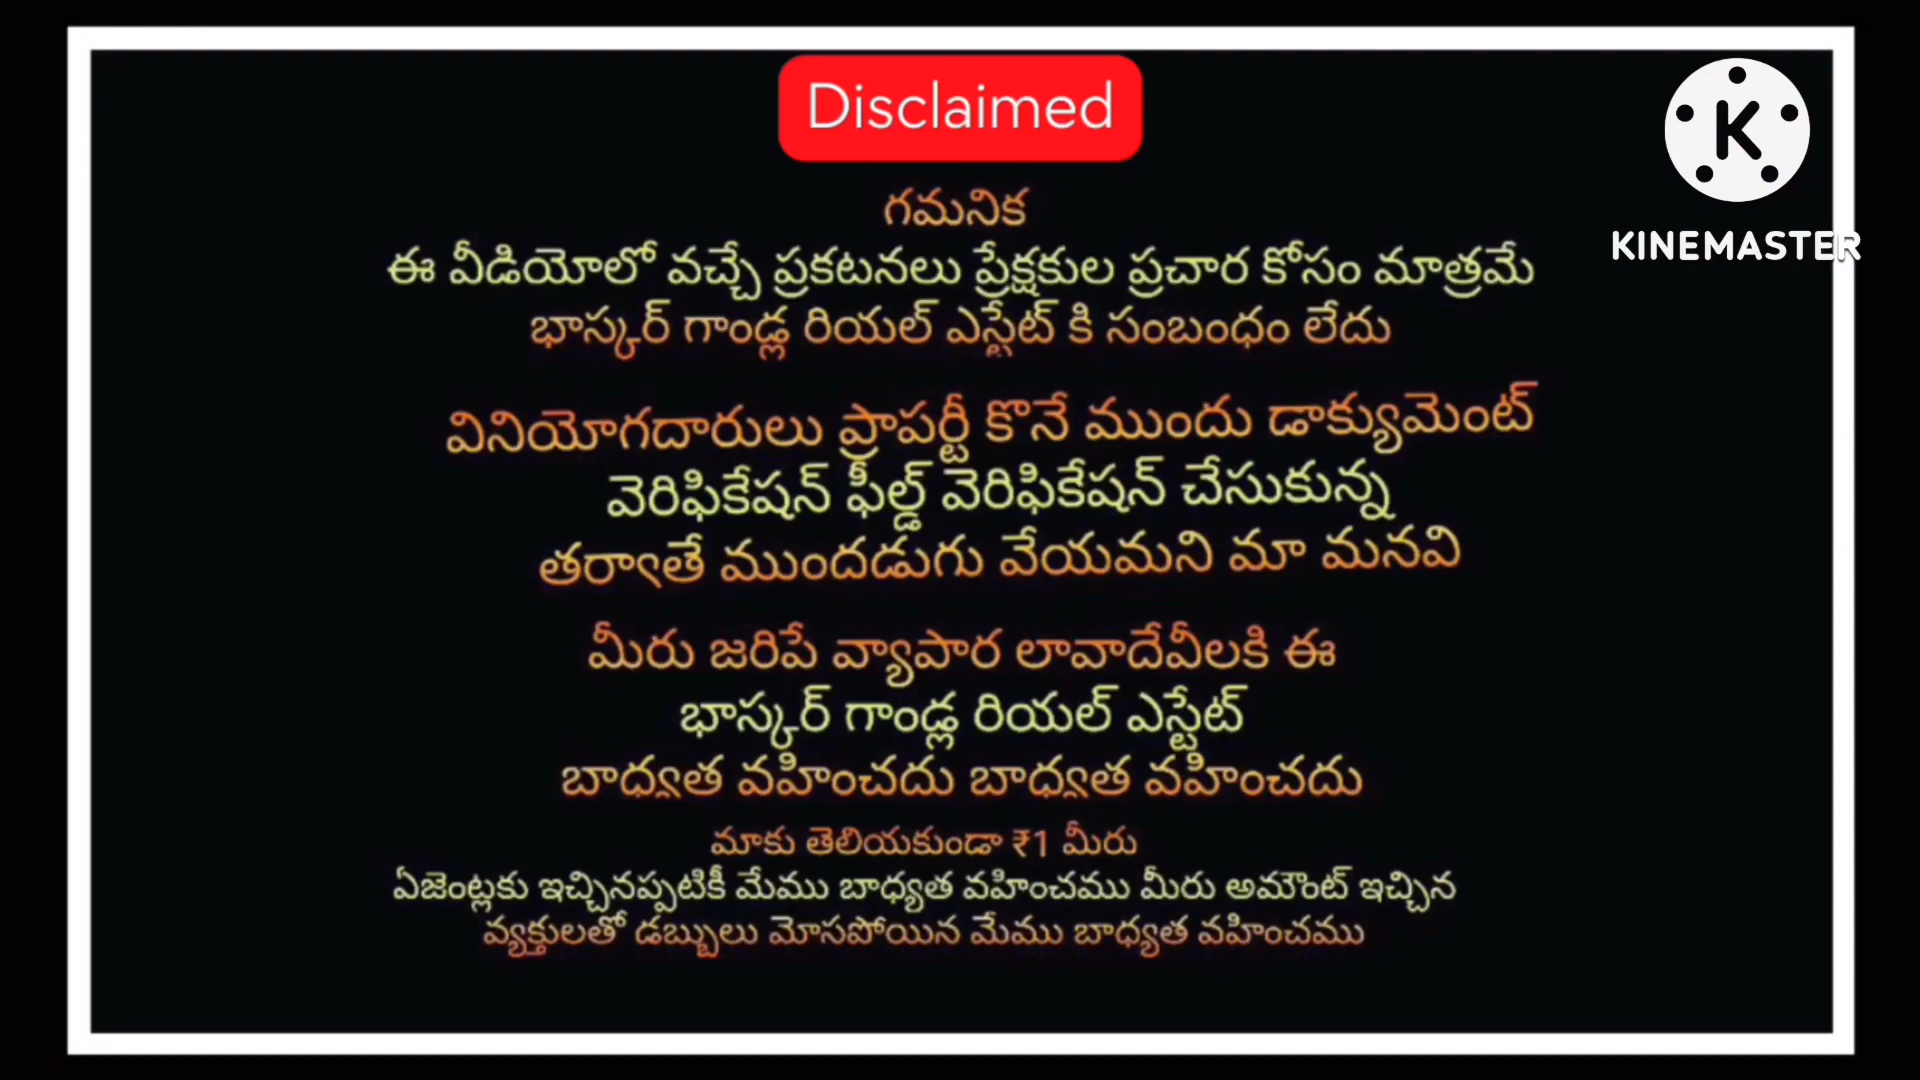 Disclaimed
K
KINEMASTER
గమనిక
ఈ వీడియోలో వచ్చే ప్రకటనలు ప్రేక్షకుల ప్రచార కోసం మాత్రమే
భాస్కర్ గాండ్ల రియల్ ఎస్టేట్ కి సంబంధం లేదు
వినియోగదారులు ప్రాపర్టీ కొనే ముందు డాక్యుమెంట్
వెరిఫికేషన్ ఫీల్డ్ వెరిఫికేషన్ చేసుకున్న
తర్వాతే ముందడుగు వేయమని మా మనవి
మీరు జరిపే వ్యాపార లావాదేవీలకి ఈ
భాస్కర్ గాండ్ల రియల్ ఎస్టేట్
బాధ్యత వహించదు బాధ్యత వహించదు
మాకు తెలియకుండా ₹1 మీరు
ఏజెంట్లకు ఇచ్చినప్పటికీ మేము బాధ్యత వహించము మీరు అమౌంట్ ఇచ్చిన
వ్యక్తులతో డబ్బులు మోసపోయిన మేము బాధ్యత వహించము